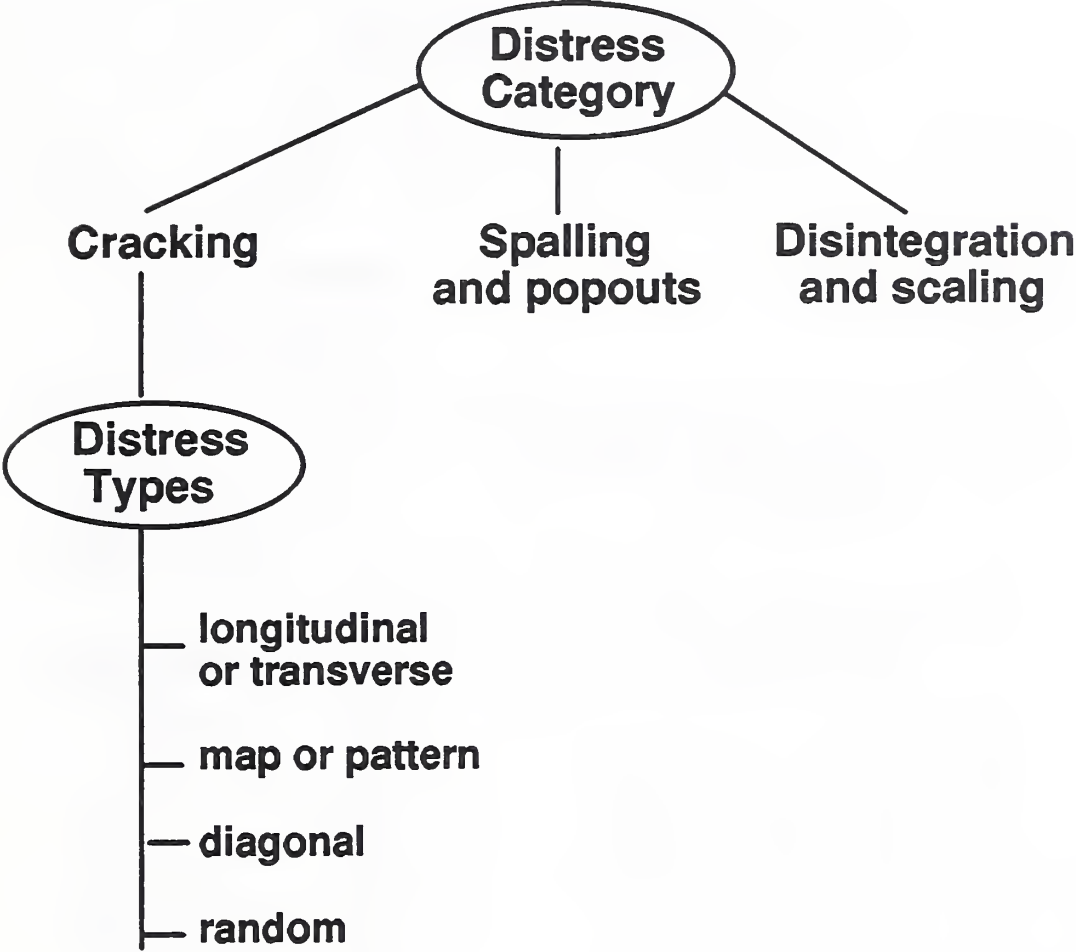 Distress
Category
Cracking
Spalling
and popouts
Disintegration
and scaling
Distress
Types
longitudinal
or transverse
map or pattern
diagonal
random